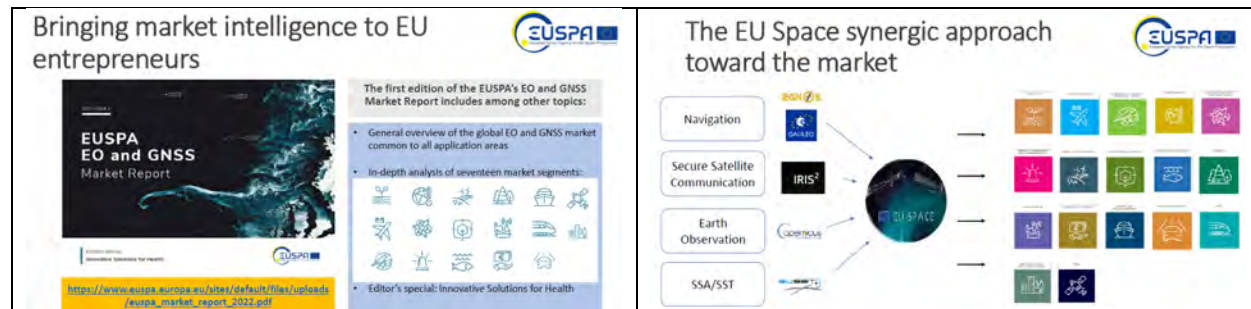 Bringing market intelligence to EU
entrepreneurs
EUSPA
EUSPA
EO and GNSS
Market Report
Innovative Solutions for Health
EUSPA
https://www.euspa.europa.eu/sites/default/files/uploads
/euspa_market_report_2022.pdf
The first edition of the EUSPA's EO and GNSS
Market Report includes among other topics:
• General overview of the global EO and GNSS market
common to all application areas
• In-depth analysis of seventeen market segments:
• Editor's special: Innovative Solutions for Health
The EU Space synergic approach
toward the market
EUSPA
Navigation
EGNOS
GALILEO
Secure Satellite
Communication
IRIS²
Earth
Observation
Copernicus
SSA/SST
EU SPACE